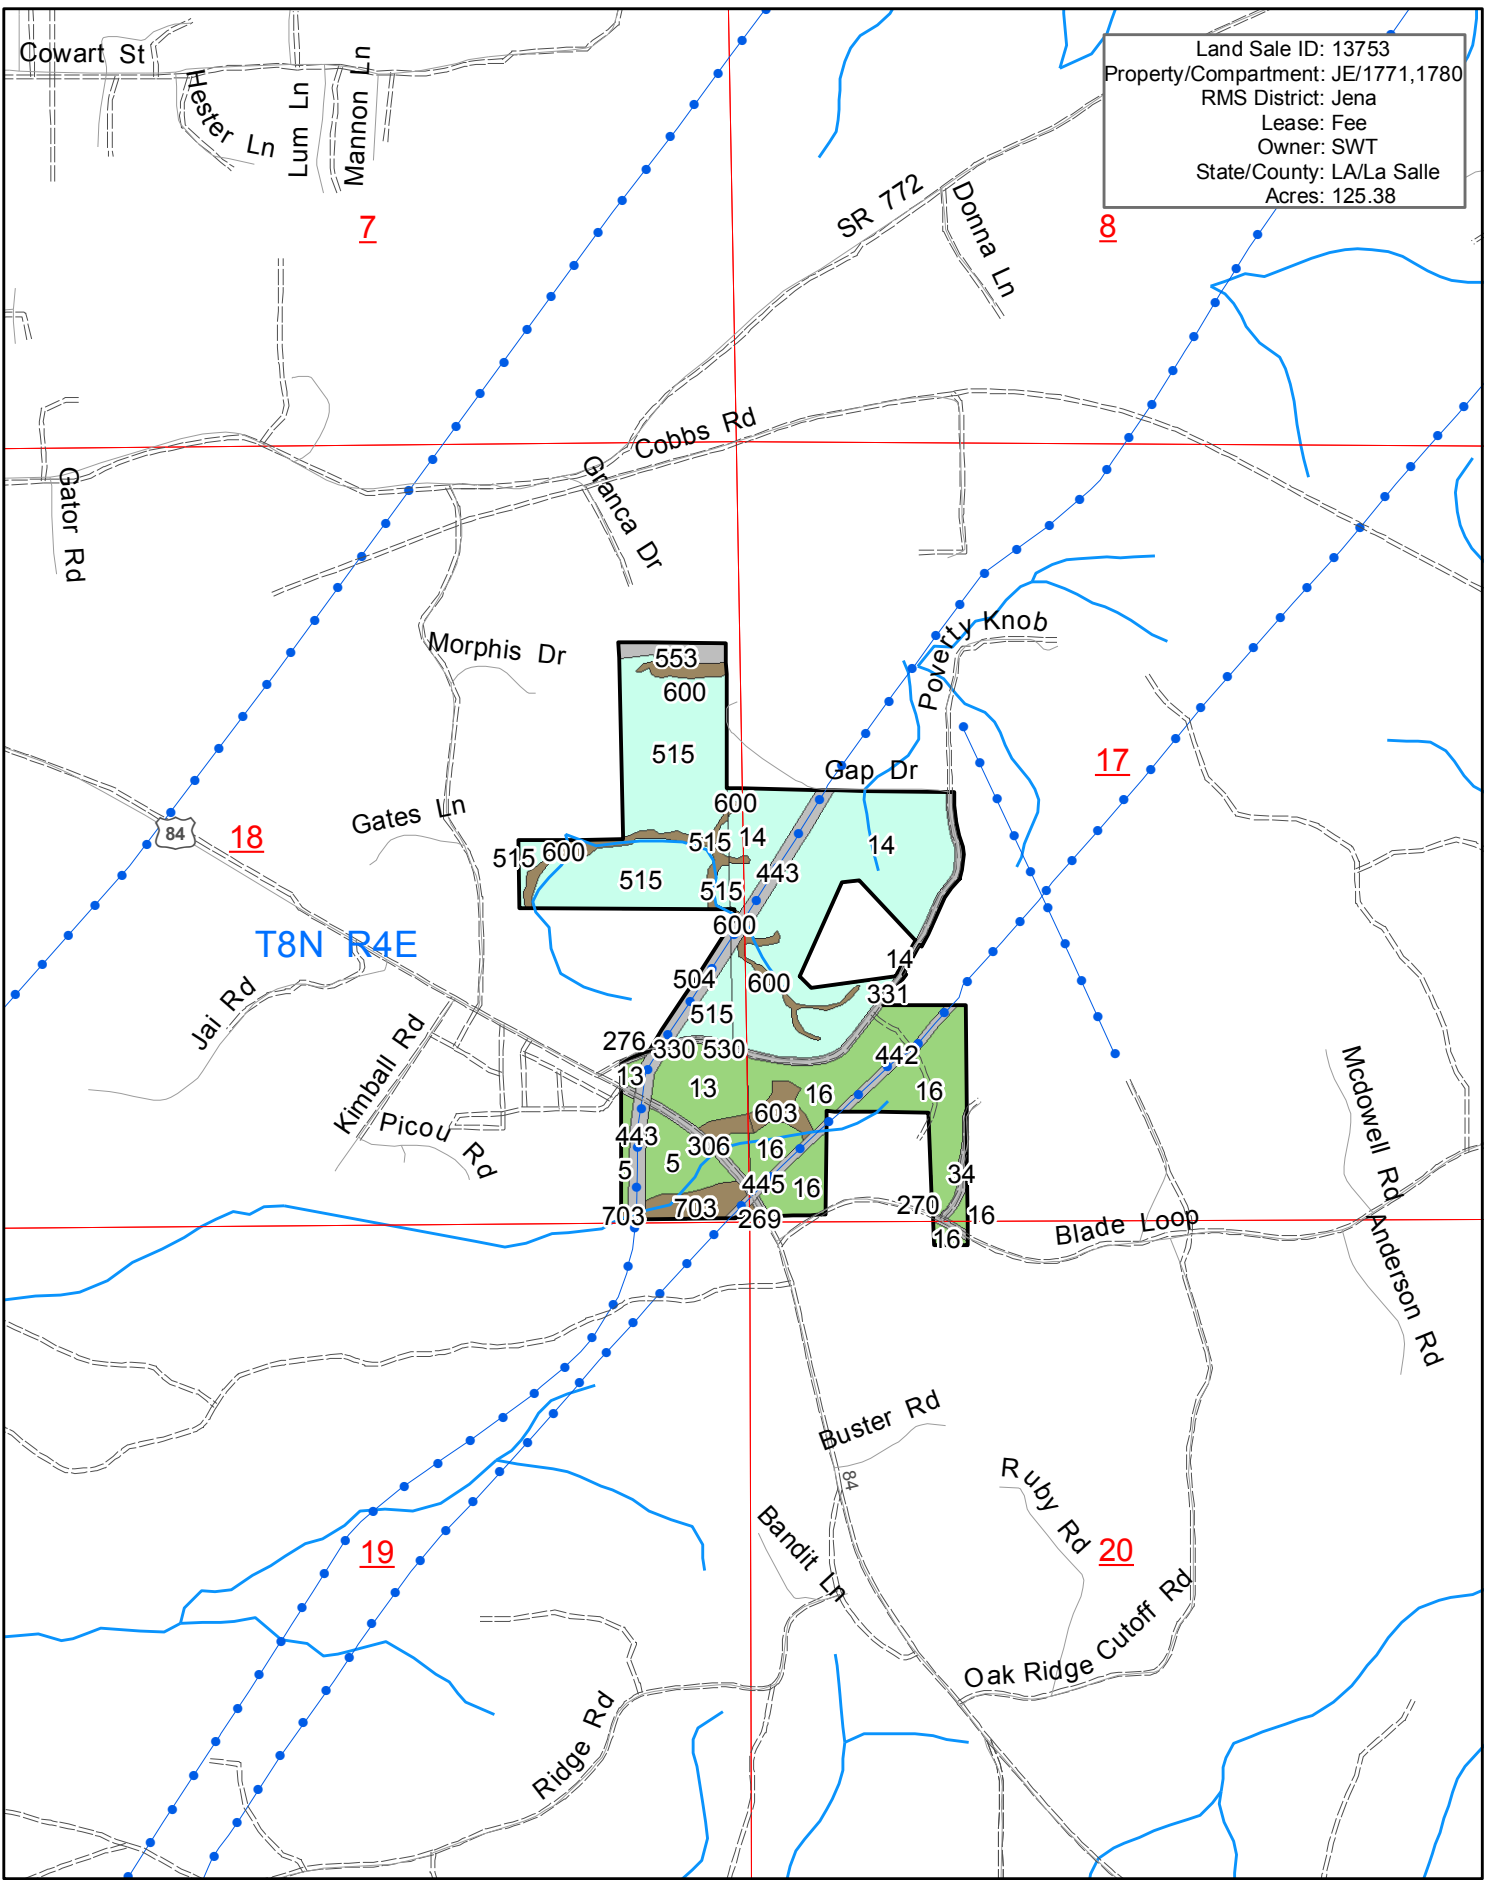 Land Sale ID: 13753
Property/Compartment: JE/1771,1780
RMS District: Jena
Lease: Fee
Owner: SWT
State/County: LA/La Salle
Acres: 125.38
Cowart St
Hester Ln
Lum Ln
Mannon Ln
7
SR 772
Donna Ln
8
Cobbs Rd
Granca Dr
Gator Rd
Morphis Dr
Poverty Knob
553
600
515
17
Gap Dr
600
Gates Ln
84
18
515
600
515
14
14
515
515
443
600
T8N R4E
14
504
600
331
515
Jai Rd
276
330
530
442
Kimball Rd
13
13
16
16
603
Picou Rd
443
306
16
5
5
Mcdowell Rd
34
445
16
703
703
269
270
16
16
Blade Loop
Anderson Rd
Buster Rd
84
Ruby Rd
Bandit Ln
19
20
Oak Ridge Cutoff Rd
Ridge Rd